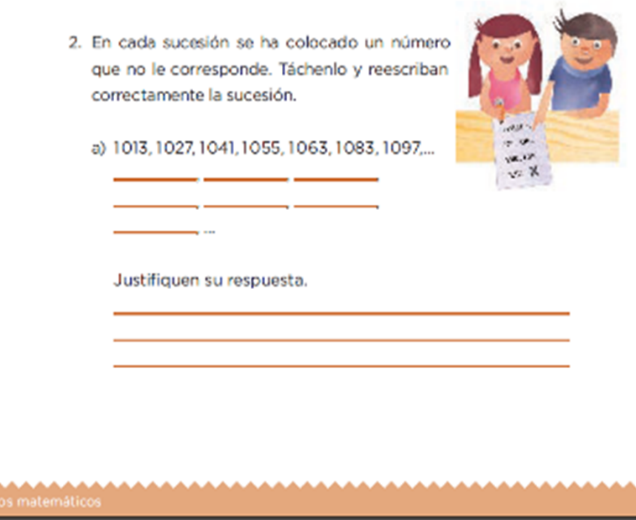 2. En cada sucesión se ha colocado un número
que no le corresponde. Táchenlo y reescriban
correctamente la sucesión.
a) 1013, 1027, 1041, 1055, 1063, 1083, 1097,...
, ,
, , ,
, ...
Justifiquen su respuesta.
os matemáticos